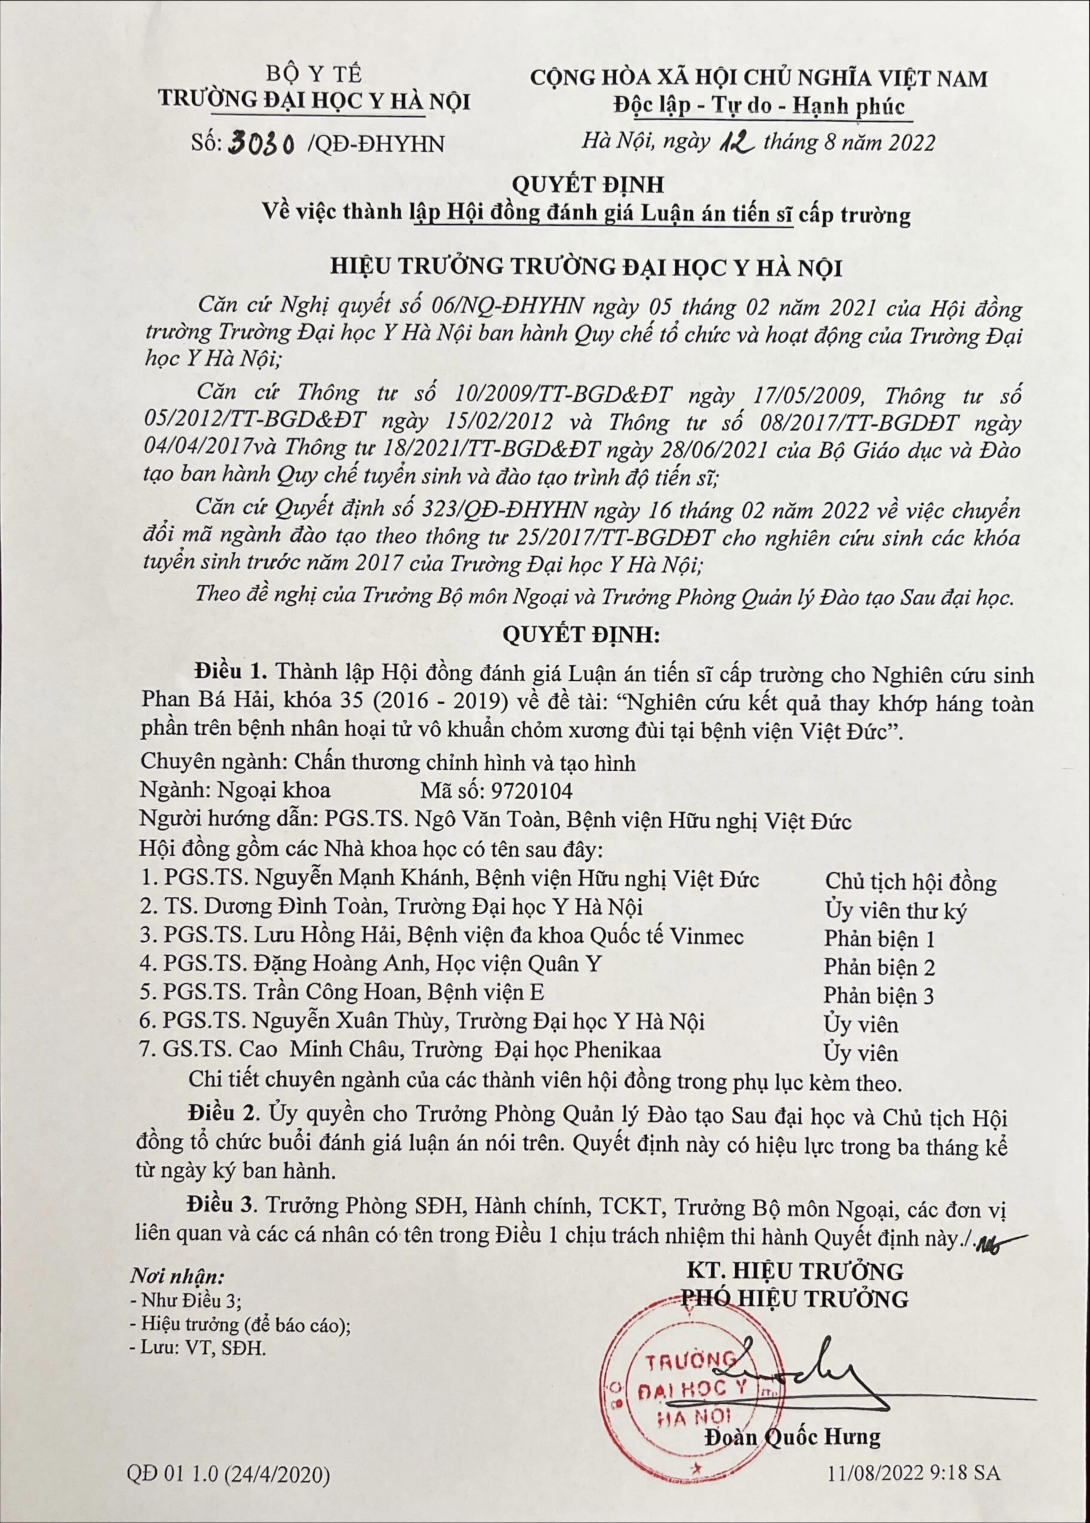 BỘ Y TẾ
TRƯỜNG ĐẠI HỌC Y HÀ NỘI
Số: 3030 /QĐ-ĐHYHN
CỘNG HÒA XÃ HỘI CHỦ NGHĨA VIỆT NAM
Độc lập - Tự do - Hạnh phúc
Hà Nội, ngày 12 tháng 8 năm 2022
QUYẾT ĐỊNH
Về việc thành lập Hội đồng đánh giá Luận án tiến sĩ cấp trường
HIỆU TRƯỞNG TRƯỜNG ĐẠI HỌC Y HÀ NỘI
Căn cứ Nghị quyết số 06/NQ-ĐHYHN ngày 05 tháng 02 năm 2021 của Hội đồng
trường Trường Đại học Y Hà Nội ban hành Quy chế tổ chức và hoạt động của Trường Đại
học Y Hà Nội;
Căn cứ Thông tư số 10/2009/TT-BGD&ĐT ngày 17/05/2009, Thông tư số
05/2012/TT-BGD&ĐT ngày 15/02/2012 và Thông tư số 08/2017/TT-BGDĐT ngày
04/04/2017và Thông tư 18/2021/TT-BGD&ĐT ngày 28/06/2021 của Bộ Giáo dục và Đào
tạo ban hành Quy chế tuyển sinh và đào tạo trình độ tiến sĩ;
Căn cứ Quyết định số 323/QĐ-ĐHYHN ngày 16 tháng 02 năm 2022 về việc chuyển
đổi mã ngành đào tạo theo thông tư 25/2017/TT-BGDĐT cho nghiên cứu sinh các khóa
tuyển sinh trước năm 2017 của Trường Đại học Y Hà Nội;
Theo đề nghị của Trưởng Bộ môn Ngoại và Trưởng Phòng Quản lý Đào tạo Sau đại học.
QUYẾT ĐỊNH:
Điều 1. Thành lập Hội đồng đánh giá Luận án tiến sĩ cấp trường cho Nghiên cứu sinh
Phan Bá Hải, khóa 35 (2016 - 2019) về đề tài: “Nghiên cứu kết quả thay khớp háng toàn
phần trên bệnh nhân hoại tử vô khuẩn chỏm xương đùi tại bệnh viện Việt Đức”.
Chuyên ngành: Chấn thương chỉnh hình và tạo hình
Ngành: Ngoại khoa Mã số: 9720104
Người hướng dẫn: PGS.TS. Ngô Văn Toàn, Bệnh viện Hữu nghị Việt Đức
Hội đồng gồm các Nhà khoa học có tên sau đây:
1. PGS.TS. Nguyễn Mạnh Khánh, Bệnh viện Hữu nghị Việt Đức Chủ tịch hội đồng
2. TS. Dương Đình Toàn, Trường Đại học Y Hà Nội Ủy viên thư ký
3. PGS.TS. Lưu Hồng Hải, Bệnh viện đa khoa Quốc tế Vinmec Phản biện 1
4. PGS.TS. Đặng Hoàng Anh, Học viện Quân Y Phản biện 2
5. PGS.TS. Trần Công Hoan, Bệnh viện E Phản biện 3
6. PGS.TS. Nguyễn Xuân Thùy, Trường Đại học Y Hà Nội Ủy viên
7. GS.TS. Cao Minh Châu, Trường Đại học Phenikaa Ủy viên
Chi tiết chuyên ngành của các thành viên hội đồng trong phụ lục kèm theo.
Điều 2. Ủy quyền cho Trưởng Phòng Quản lý Đào tạo Sau đại học và Chủ tịch Hội
đồng tổ chức buổi đánh giá luận án nói trên. Quyết định này có hiệu lực trong ba tháng kể
từ ngày ký ban hành.
Điều 3. Trưởng Phòng SĐH, Hành chính, TCKT, Trưởng Bộ môn Ngoại, các đơn vị
liên quan và các cá nhân có tên trong Điều 1 chịu trách nhiệm thi hành Quyết định này./.
Nơi nhận:
- Như Điều 3;
- Hiệu trưởng (để báo cáo);
- Lưu: VT, SĐH.
KT. HIỆU TRƯỞNG
PHÓ HIỆU TRƯỞNG
BỘ Y TẾ
TRƯỜNG
ĐẠI HỌC Y
HÀ NỘI
Đoàn Quốc Hưng
QĐ 01 1.0 (24/4/2020)
11/08/2022 9:18 SA